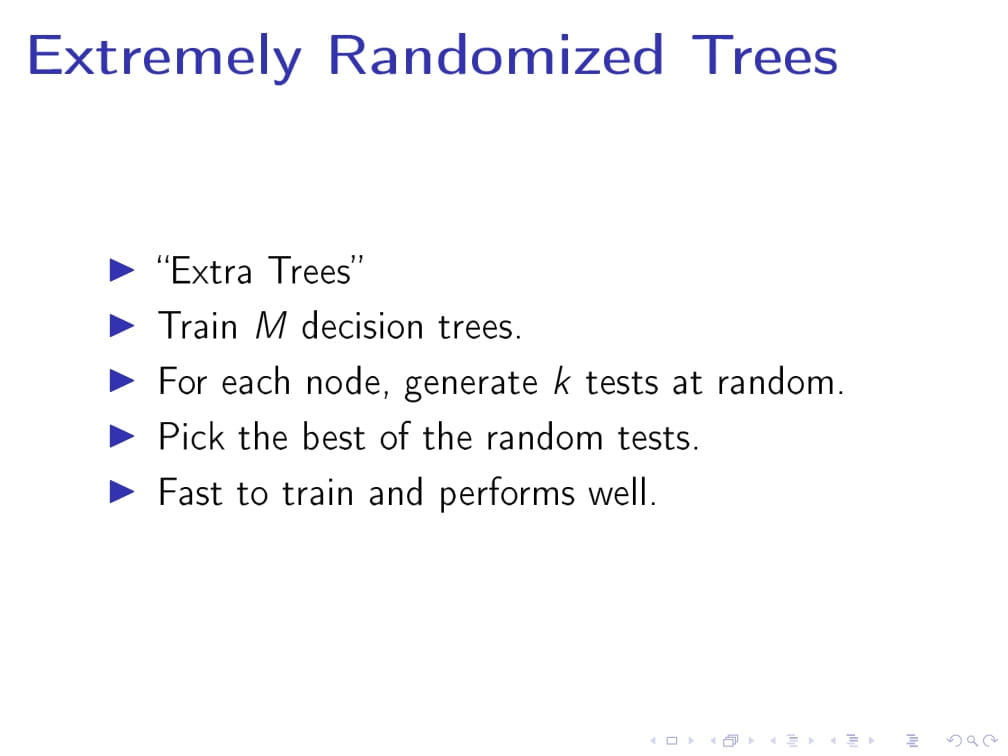 Extremely Randomized Trees
“Extra Trees”
Train M decision trees.
For each node, generate k tests at random.
Pick the best of the random tests.
Fast to train and performs well.